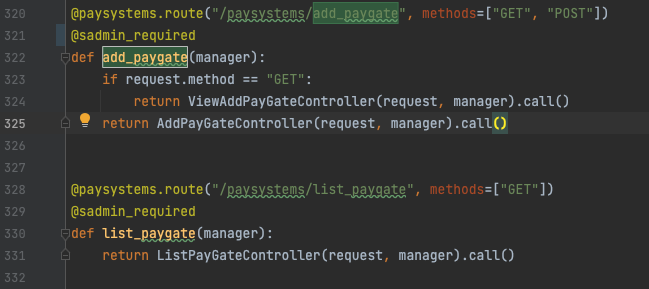 320 @paysystems.route("/paysystems/add_paygate", methods=["GET", "POST"])
321 @sadmin_required
322 def add_paygate(manager):
323     if request.method == "GET":
324         return ViewAddPayGateController(request, manager).call()
325     return AddPayGateController(request, manager).call()
326
327
328 @paysystems.route("/paysystems/list_paygate", methods=["GET"])
329 @sadmin_required
330 def list_paygate(manager):
331     return ListPayGateController(request, manager).call()
332